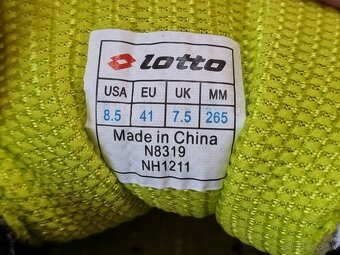 lotto
USA EU UK MM
8.5 41 7.5 265
Made in China
N8319
NH1211